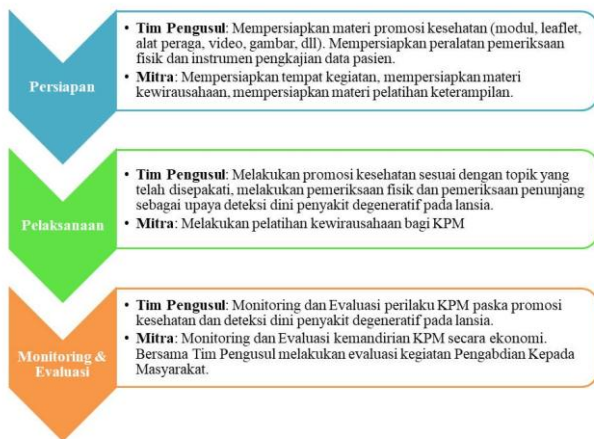 Persiapan
• Tim Pengusul: Mempersiapkan materi promosi kesehatan (modul, leaflet,
alat peraga, video, gambar, dll). Mempersiapkan peralatan pemeriksaan
fisik dan instrumen pengkajian data pasien.
• Mitra: Mempersiapkan tempat kegiatan, mempersiapkan materi
kewirausahaan, mempersiapkan materi pelatihan keterampilan.
Pelaksanaan
• Tim Pengusul: Melakukan promosi kesehatan sesuai dengan topik yang
telah disepakati, melakukan pemeriksaan fisik dan pemeriksaan penunjang
sebagai upaya deteksi dini penyakit degeneratif pada lansia.
• Mitra: Melakukan pelatihan kewirausahaan bagi KPM
Monitoring &
Evaluasi
• Tim Pengusul: Monitoring dan Evaluasi perilaku KPM paska promosi
kesehatan dan deteksi dini penyakit degeneratif pada lansia.
• Mitra: Monitoring dan Evaluasi kemandirian KPM secara ekonomi.
Bersama Tim Pengusul melakukan evaluasi kegiatan Pengabdian Kepada
Masyarakat.